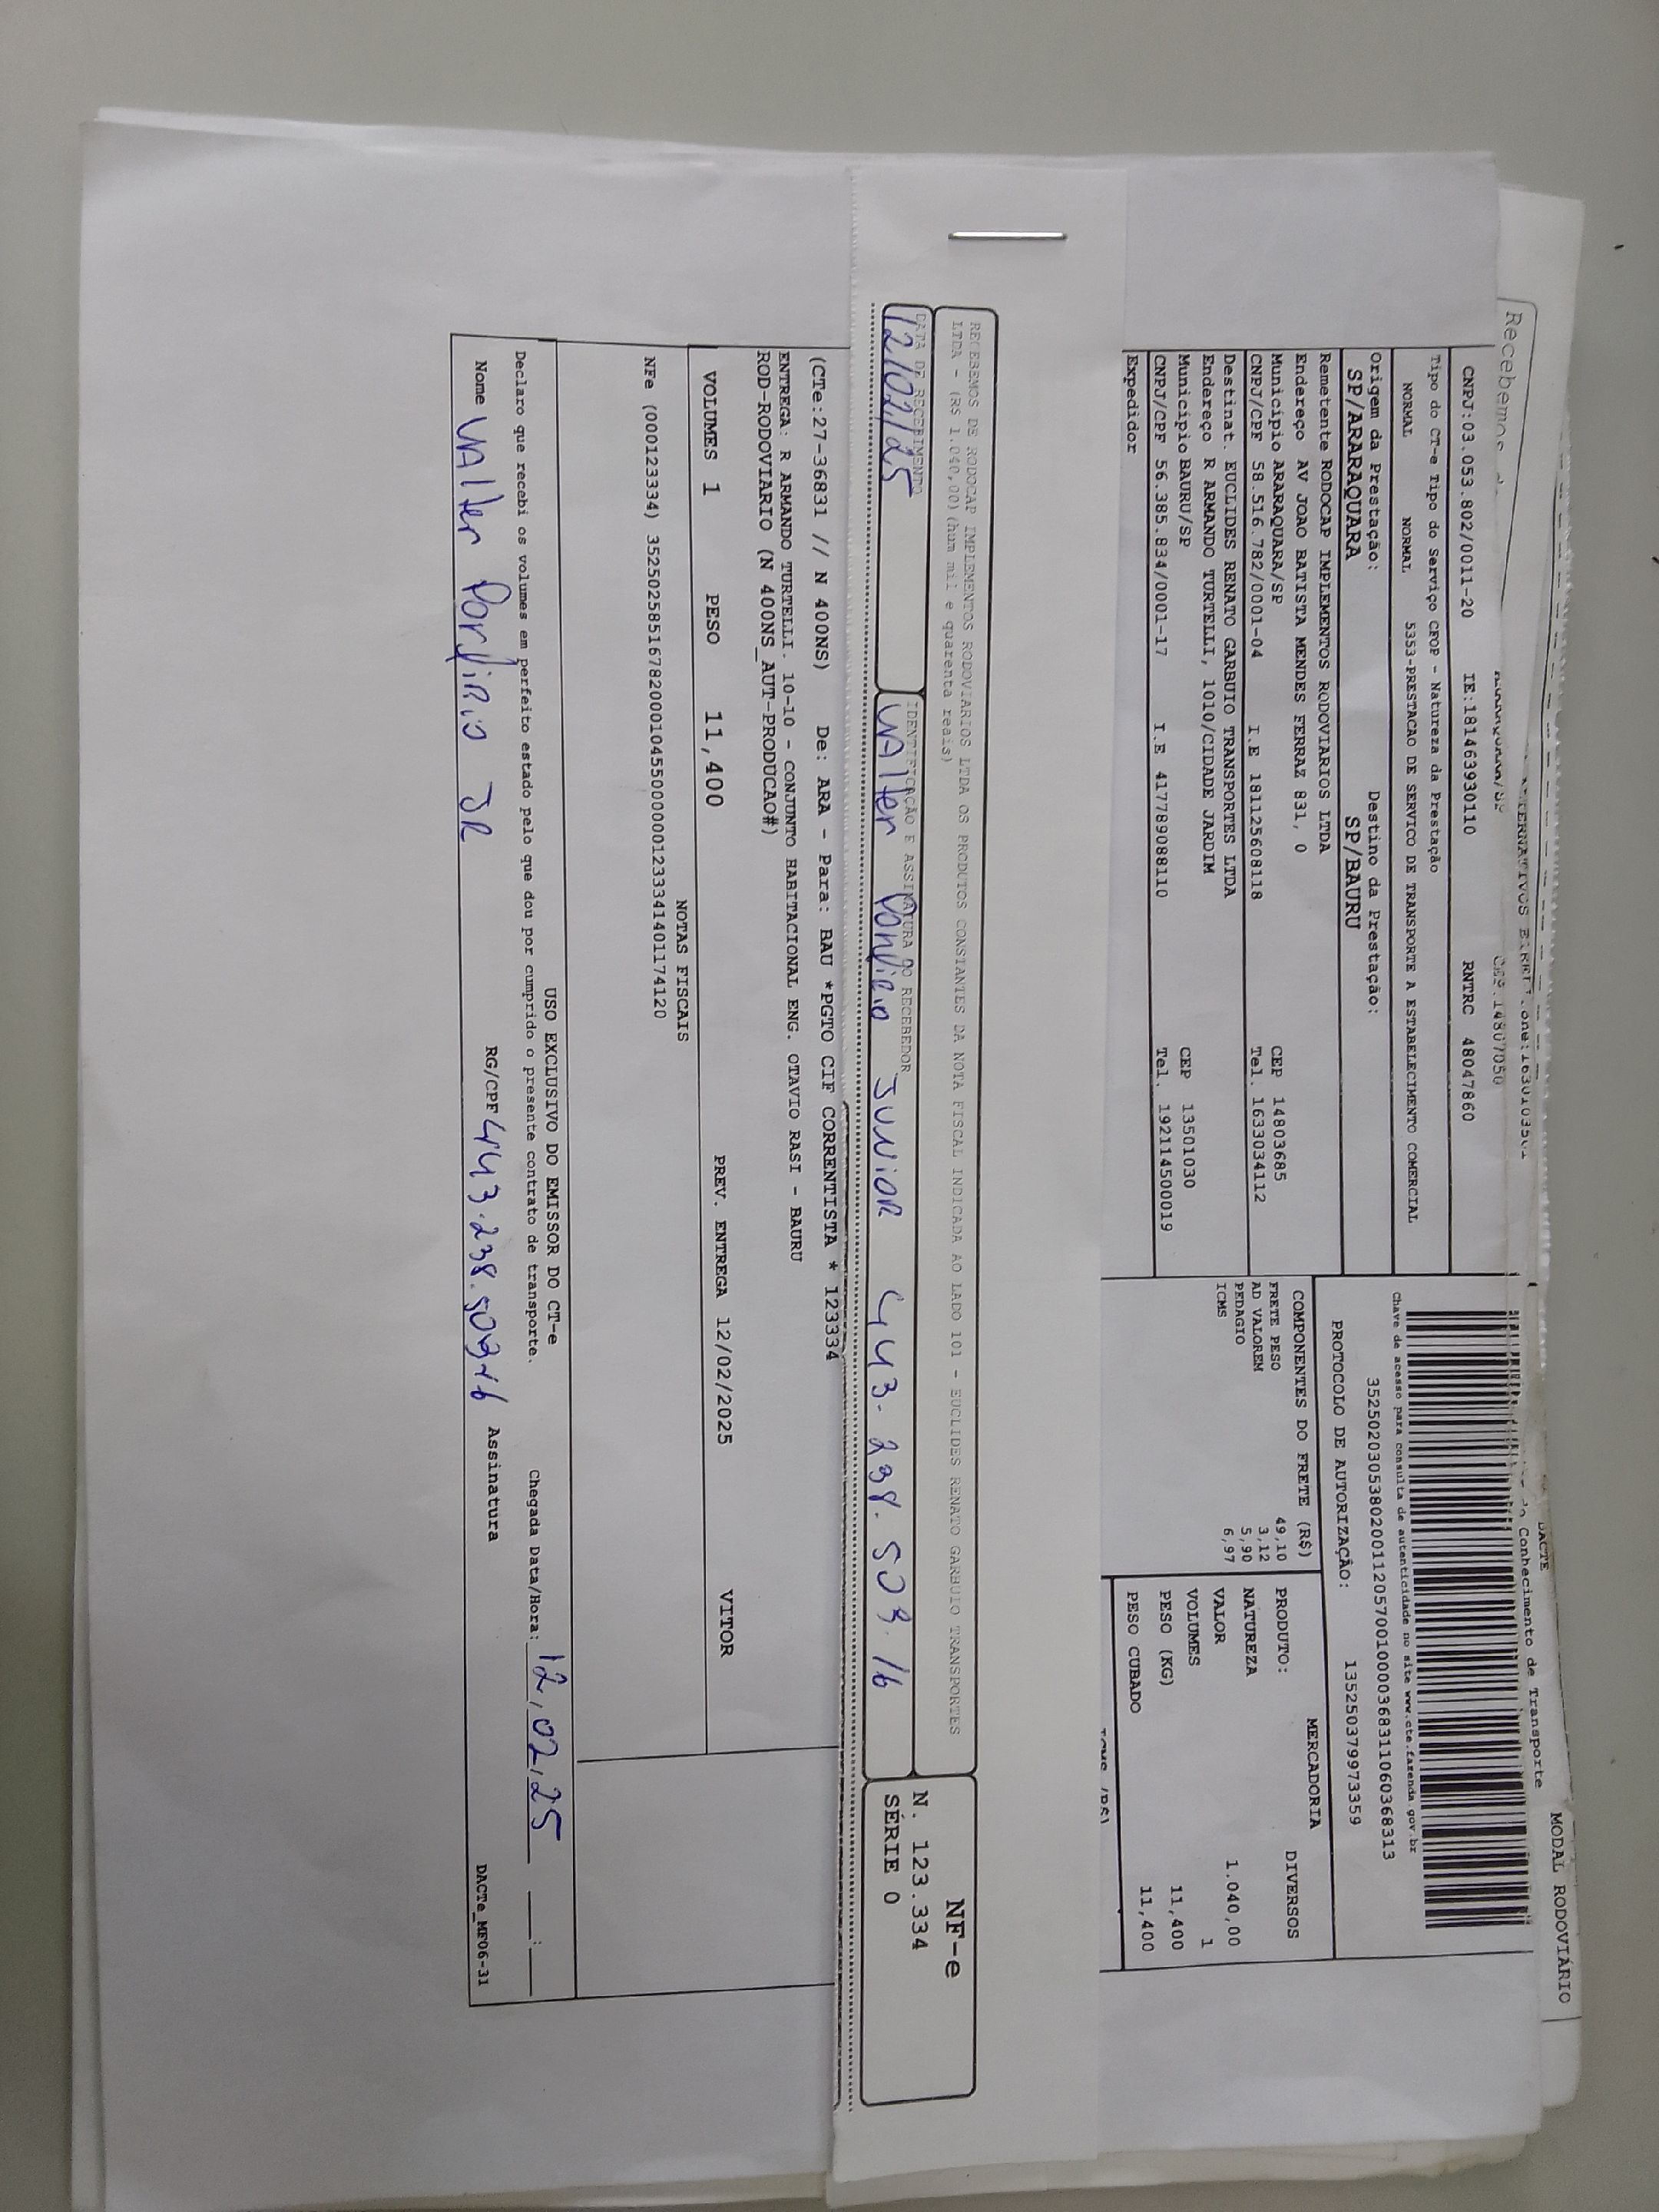 MODAL RODOVIÁRIO
DACTE
Conhecimento de Transporte
Recebemos
CEP:14807050
CNPJ:03.053.802/0011-20 IE:181463930110 RNTRC 48047860
Tipo do CT-e Tipo do Serviço CFOP - Natureza da Prestação
NORMAL NORMAL 5353-PRESTACAO DE SERVICO DE TRANSPORTE A ESTABELECIMENTO COMERCIAL
Chave de acesso para consulta de autenticidade no site www.cte.fazenda.gov.br
35250203053802001120570010000368311060368313
PROTOCOLO DE AUTORIZAÇÃO: 135250379973359
Origem da Prestação: Destino da Prestação:
SP/ARARAQUARA SP/BAURU
Remetente RODOCAP IMPLEMENTOS RODOVIARIOS LTDA
Endereço AV JOAO BATISTA MENDES FERRAZ 831, 0
Município ARARAQUARA/SP CEP 14803685
CNPJ/CPF 58.516.782/0001-04 I.E 181125608118 Tel. 1633034112
Destinat. EUCLIDES RENATO GARBUIO TRANSPORTES LTDA
Endereço R ARMANDO TURTELLI, 1010/CIDADE JARDIM
Município BAURU/SP CEP 13501030
CNPJ/CPF 56.385.834/0001-17 I.E 417789088110 Tel. 192114500019
Expedidor
COMPONENTES DO FRETE (R$)
FRETE PESO 49,10
AD VALOREM 3,12
PEDAGIO 5,90
ICMS 6,97
MERCADORIA
PRODUTO: DIVERSOS
NATUREZA
VALOR 1.040,00
VOLUMES 1
PESO (KG) 11,400
PESO CUBADO 11,400
ICMS (R$)
RECEBEMOS DE RODOCAP IMPLEMENTOS RODOVIARIOS LTDA OS PRODUTOS CONSTANTES DA NOTA FISCAL INDICADA AO LADO 101 - EUCLIDES RENATO GARBUIO TRANSPORTES
LTDA - (R$ 1.040,00)(hum mil e quarenta reais)
DATA DE RECEBIMENTO IDENTIFICAÇÃO E ASSINATURA DO RECEBEDOR
12/02/25 Walter Porfirio Junior 443.238.503.16
NF-e
N. 123.334
SÉRIE 0
(CTe:27-36831 // N 400NS) De: ARA - Para: BAU *PGTO CIF CORRENTISTA * 123334
ENTREGA: R ARMANDO TURTELLI. 10-10 - CONJUNTO HABITACIONAL ENG. OTAVIO RASI - BAURU
ROD-RODOVIARIO (N 400NS_AUT-PRODUCAO#)
VOLUMES 1 PESO 11,400 PREV. ENTREGA 12/02/2025 VITOR
NOTAS FISCAIS
NFe (000123334) 35250258516782000104550000001233341401174120
USO EXCLUSIVO DO EMISSOR DO CT-e
Declaro que recebi os volumes em perfeito estado pelo que dou por cumprido o presente contrato de transporte. Chegada Data/Hora: 12,02,25 __:__
Nome Walter Porfirio JR RG/CPF 443.238.503 16 Assinatura DACTe_MF06-31